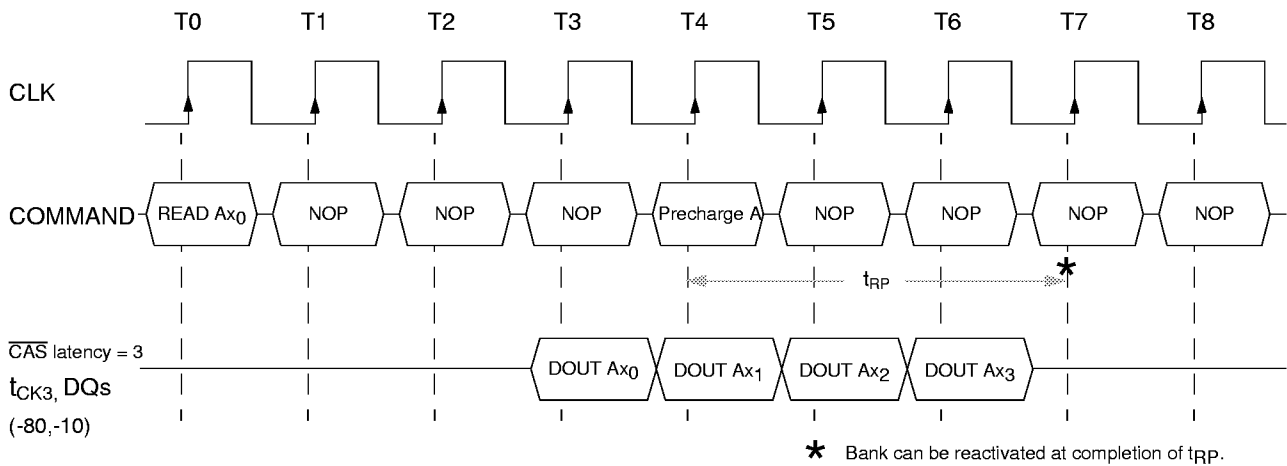 T0 T1 T2 T3 T4 T5 T6 T7 T8
CLK
COMMAND READ Ax0 NOP NOP NOP Precharge A NOP NOP NOP NOP
*
tRP
CAS latency = 3
DOUT Ax0 DOUT Ax1 DOUT Ax2 DOUT Ax3
tCK3, DQs
(-80,-10)
* Bank can be reactivated at completion of tRP.